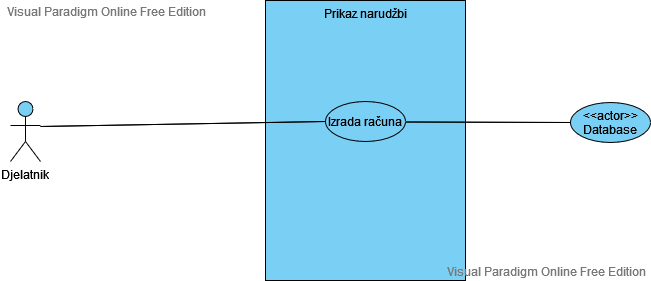 Visual Paradigm Online Free Edition
Prikaz narudžbi
Izrada računa
<<actor>>
Database
Djelatnik
Visual Paradigm Online Free Edition